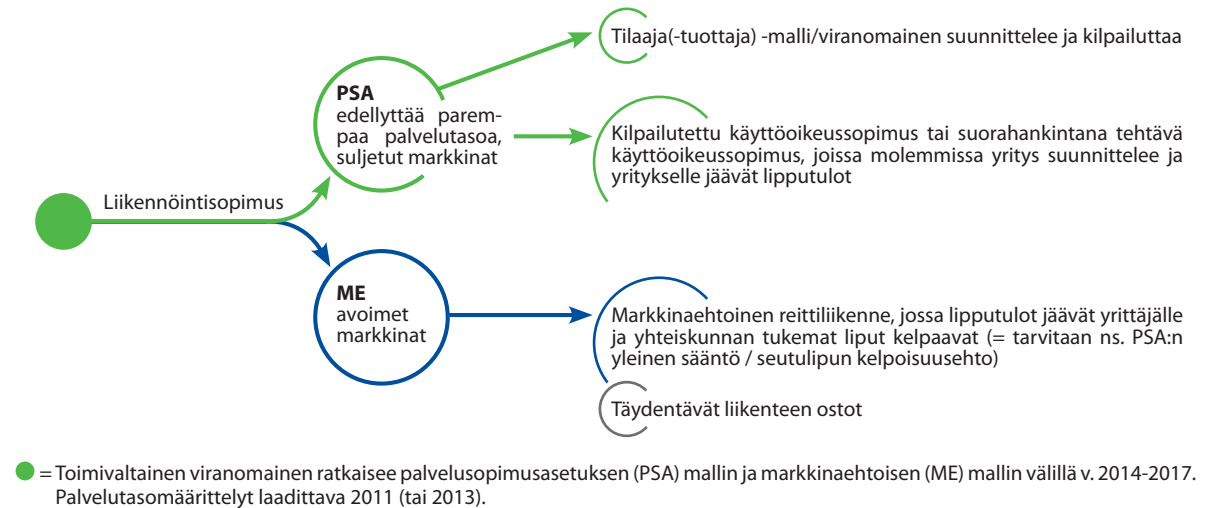 Tilaaja(-tuottaja) -malli/viranomainen suunnittelee ja kilpailuttaa
PSA
edellyttää parem-
paa palvelutasoa,
suljetut markkinat
Kilpailutettu käyttöoikeussopimus tai suorahankintana tehtävä
käyttöoikeussopimus, joissa molemmissa yritys suunnittelee ja
yritykselle jäävät lipputulot
Liikennöintisopimus
ME
avoimet
markkinat
Markkinaehtoinen reittiliikenne, jossa lipputulot jäävät yrittäjälle
ja yhteiskunnan tukemat liput kelpaavat (= tarvitaan ns. PSA:n
yleinen sääntö / seutulipun kelpoisuusehto)
Täydentävät liikenteen ostot
= Toimivaltainen viranomainen ratkaisee palvelusopimusasetuksen (PSA) mallin ja markkinaehtoisen (ME) mallin välillä v. 2014-2017.
Palvelutasomäärittelyt laadittava 2011 (tai 2013).